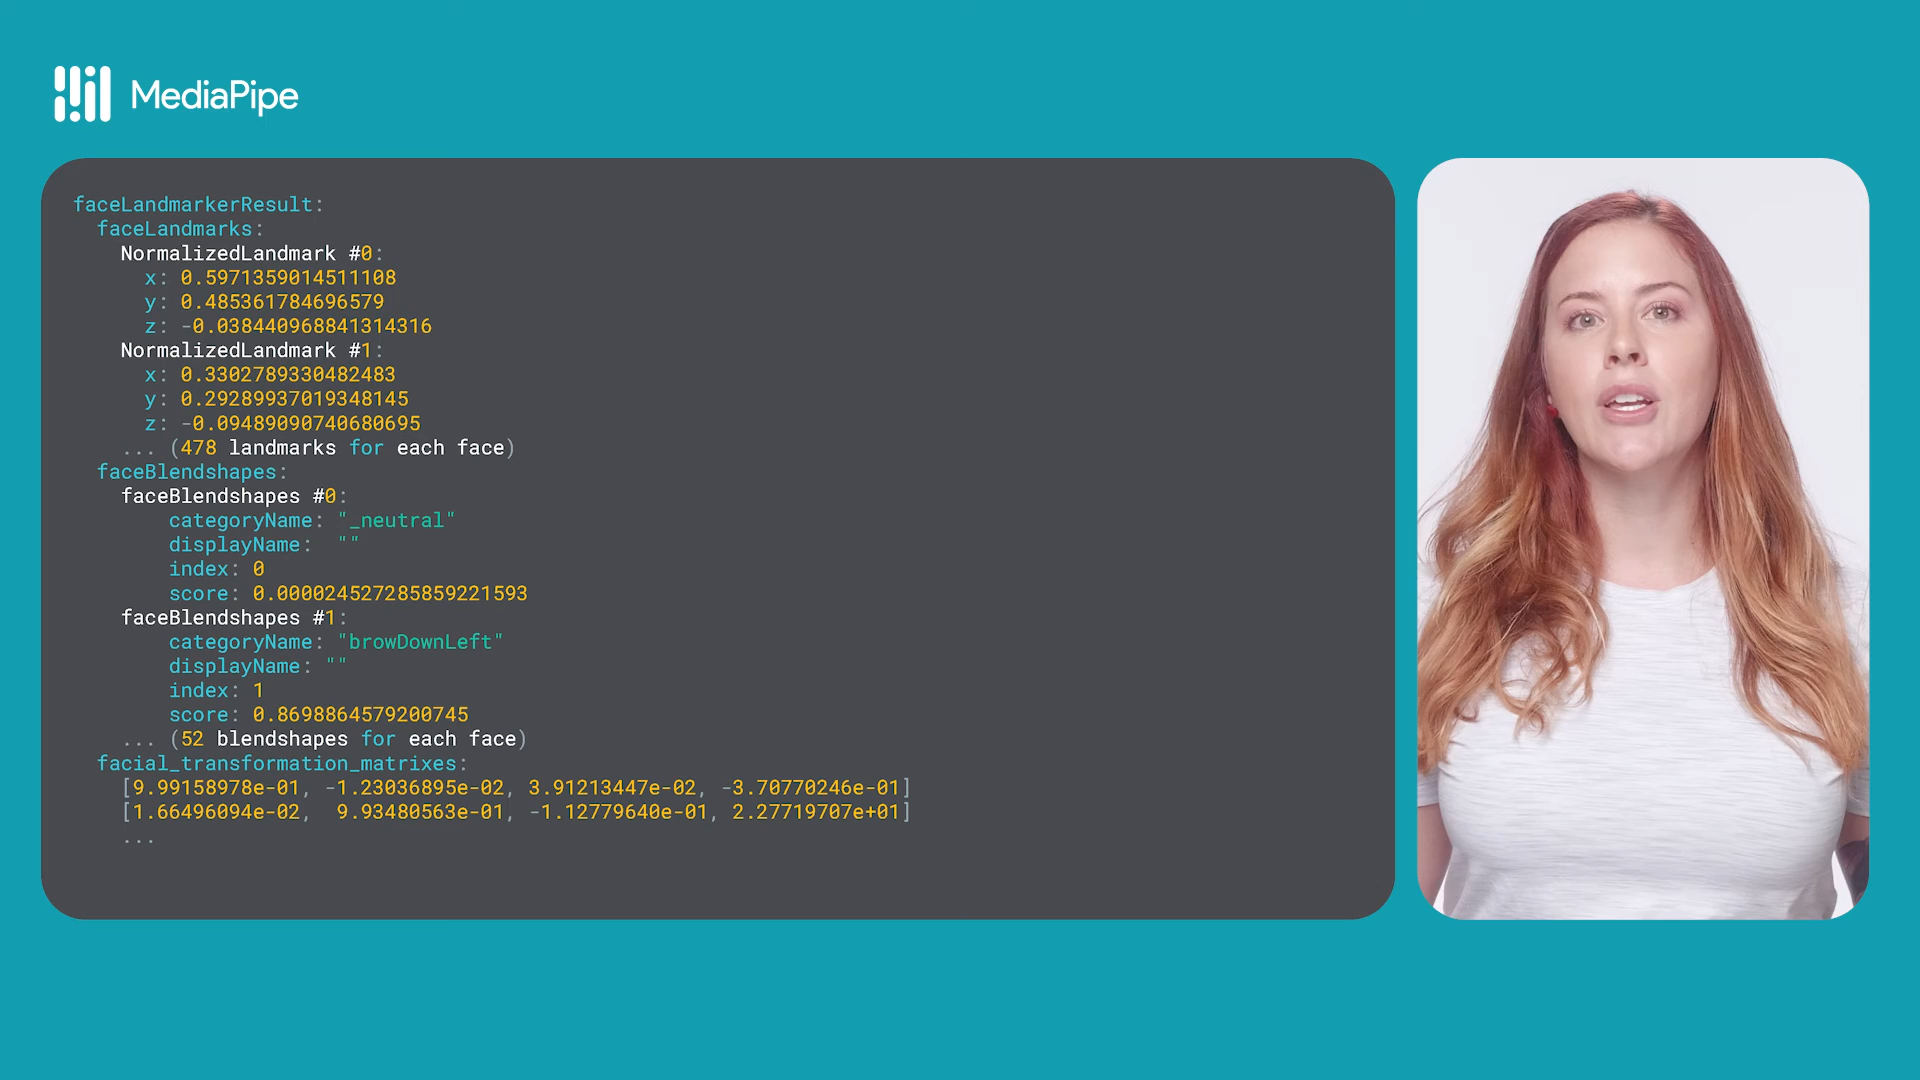 MediaPipe
faceLandmarkerResult:
faceLandmarks:
NormalizedLandmark #0:
x: 0.5971359014511108
y: 0.485361784696579
z: -0.038440968841314316
NormalizedLandmark #1:
x: 0.3302789330482483
y: 0.29289937019348145
z: -0.09489090740680695
... (478 landmarks for each face)
faceBlendshapes:
faceBlendshapes #0:
categoryName: "_neutral"
displayName:  ""
index: 0
score: 0.000024527285859221593
faceBlendshapes #1:
categoryName: "browDownLeft"
displayName: ""
index: 1
score: 0.8698864579200745
... (52 blendshapes for each face)
facial_transformation_matrixes:
[9.99158978e-01, -1.23036895e-02, 3.91213447e-02, -3.70770246e-01]
[1.66496094e-02,  9.93480563e-01, -1.12779640e-01, 2.27719707e+01]
...